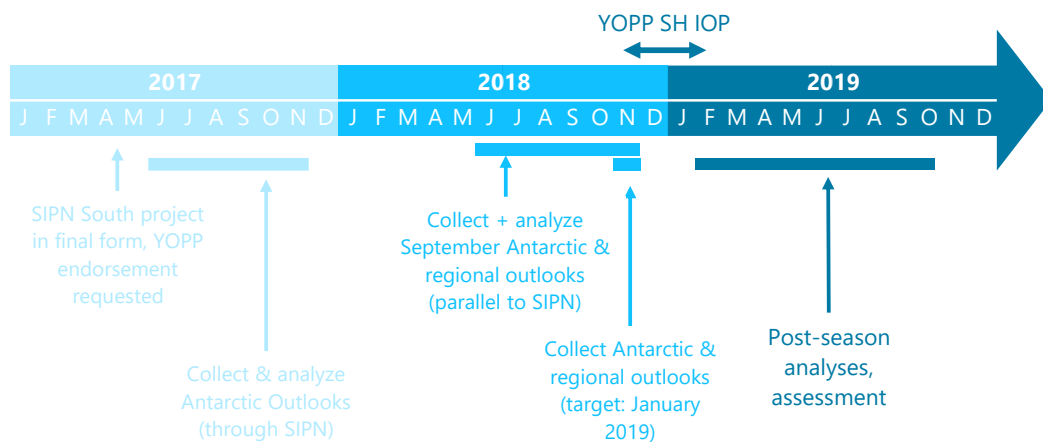 YOPP SH IOP
2017
2018
2019
J F M A M J J A S O N D
J F M A M J J A S O N D
J F M A M J J A S O N D
SIPN South project
in final form, YOPP
endorsement
requested
Collect & analyze
Antarctic Outlooks
(through SIPN)
Collect + analyze
September Antarctic &
regional outlooks
(parallel to SIPN)
Collect Antarctic &
regional outlooks
(target: January
2019)
Post-season
analyses,
assessment